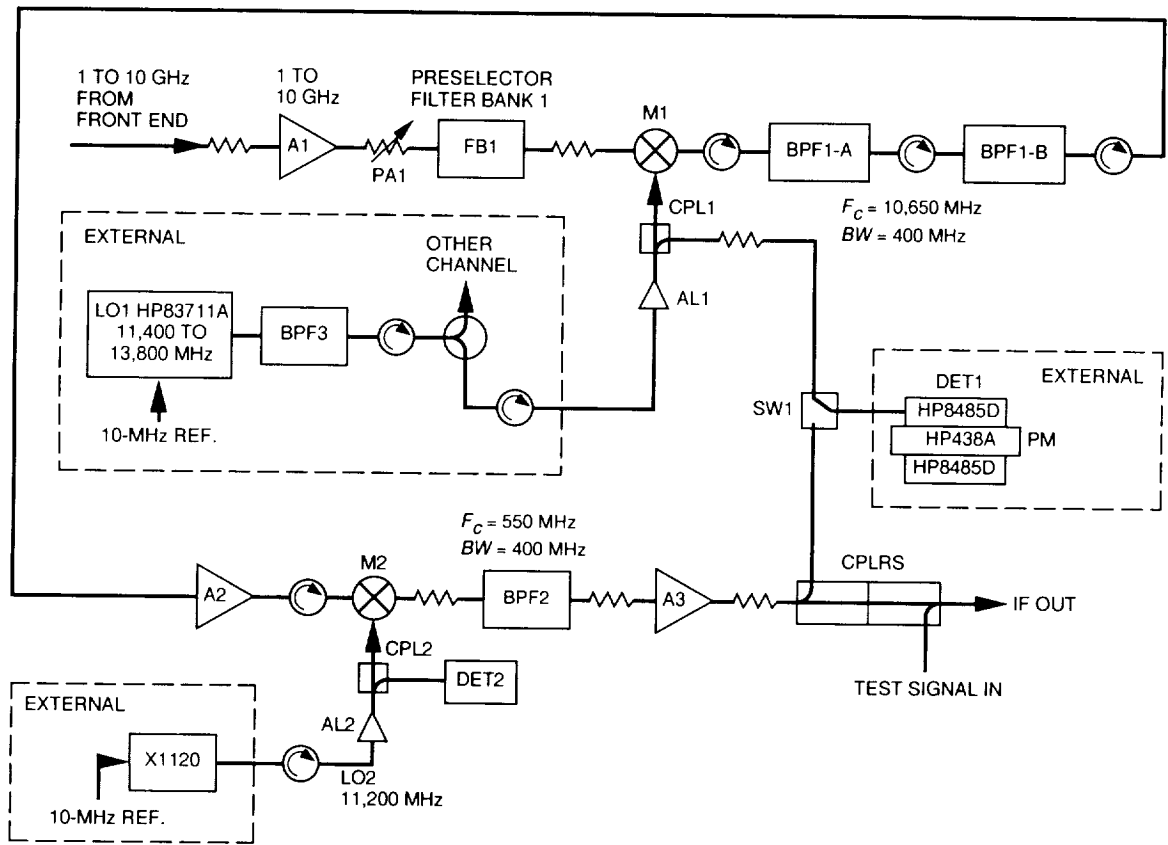 1 TO 10 GHz
FROM
FRONT END
1 TO
10 GHz
A1
PA1
PRESELECTOR
FILTER BANK 1
FB1
M1
BPF1-A
BPF1-B
F_C = 10,650 MHz
BW = 400 MHz
CPL1
AL1
EXTERNAL
OTHER
CHANNEL
LO1 HP83711A
11,400 TO
13,800 MHz
BPF3
10-MHz REF.
SW1
EXTERNAL
DET1
HP8485D
HP438A
PM
HP8485D
F_C = 550 MHz
BW = 400 MHz
A2
M2
BPF2
A3
CPLRS
IF OUT
TEST SIGNAL IN
CPL2
DET2
AL2
EXTERNAL
X1120
10-MHz REF.
LO2
11,200 MHz